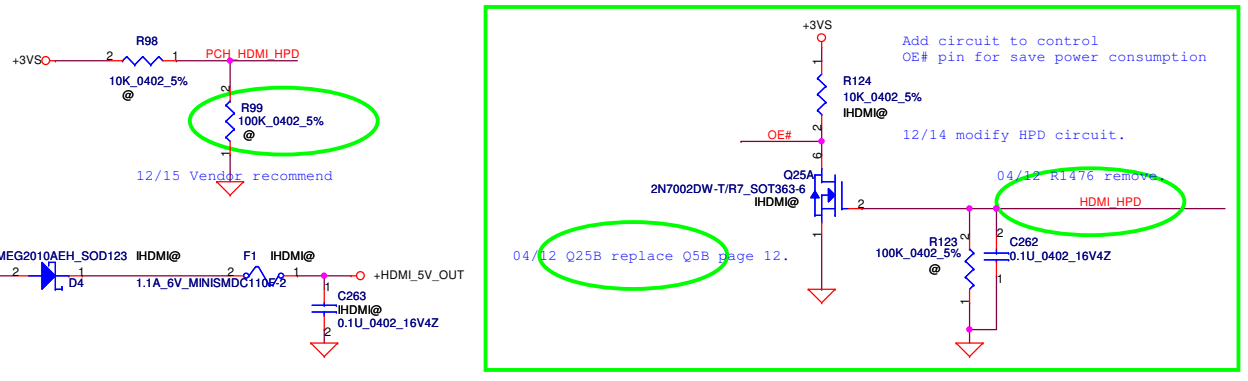 +3VS
R98
2
1
PCH_HDMI_HPD
10K_0402_5%
@
2
R99
100K_0402_5%
@
1
12/15 Vendor recommend
MEG2010AEH_SOD123
IHDMI@
2
1
D4
F1
IHDMI@
2
1
1.1A_6V_MINISMDC110F-2
+HDMI_5V_OUT
1
C263
IHDMI@
0.1U_0402_16V4Z
2
+3VS
Add circuit to control
OE# pin for save power consumption
1
R124
10K_0402_5%
IHDMI@
2
OE#
12/14 modify HPD circuit.
6
Q25A
2N7002DW-T/R7_SOT363-6
IHDMI@
2
1
04/12 R1476 remove.
HDMI_HPD
04/12 Q25B replace Q5B page 12.
2
R123
100K_0402_5%
@
1
2
C262
0.1U_0402_16V4Z
1